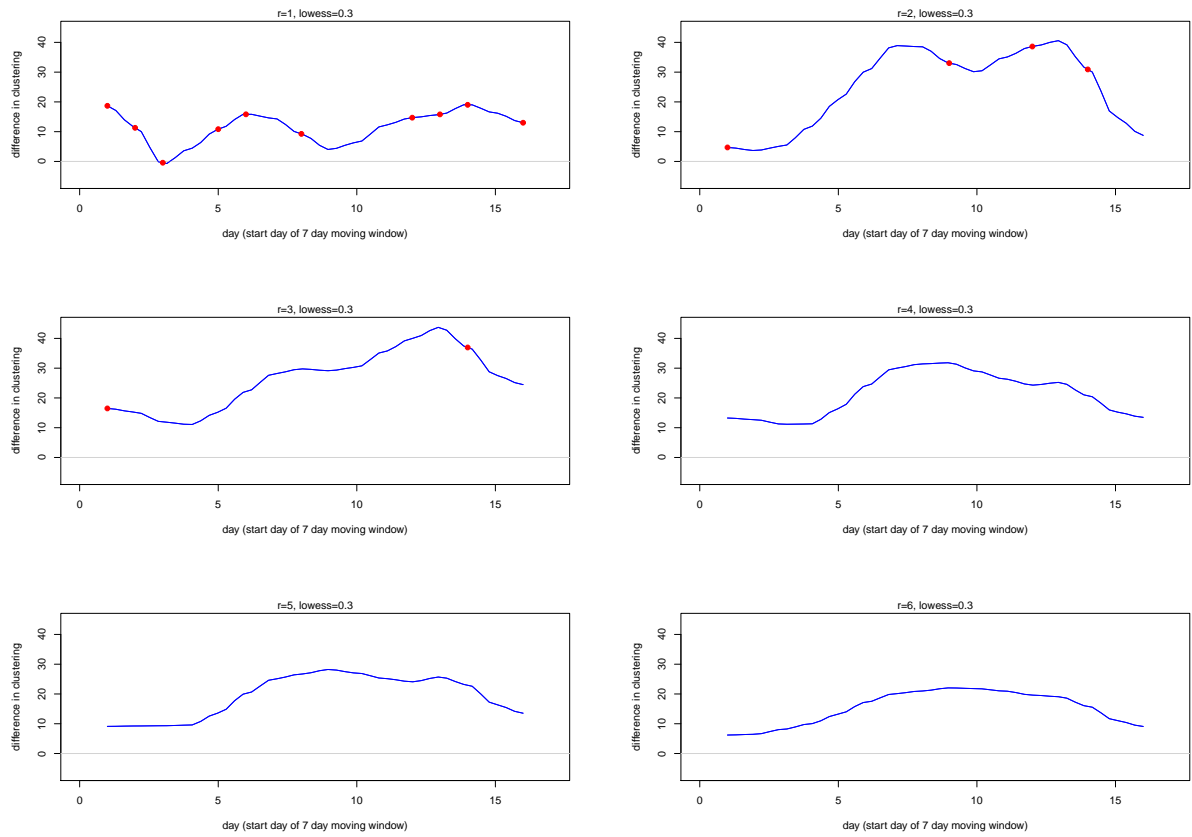 r=1, lowess=0.3
difference in clustering
0 10 20 30 40
0 5 10 15
day (start day of 7 day moving window)
r=2, lowess=0.3
difference in clustering
0 10 20 30 40
0 5 10 15
day (start day of 7 day moving window)
r=3, lowess=0.3
difference in clustering
0 10 20 30 40
0 5 10 15
day (start day of 7 day moving window)
r=4, lowess=0.3
difference in clustering
0 10 20 30 40
0 5 10 15
day (start day of 7 day moving window)
r=5, lowess=0.3
difference in clustering
0 10 20 30 40
0 5 10 15
day (start day of 7 day moving window)
r=6, lowess=0.3
difference in clustering
0 10 20 30 40
0 5 10 15
day (start day of 7 day moving window)